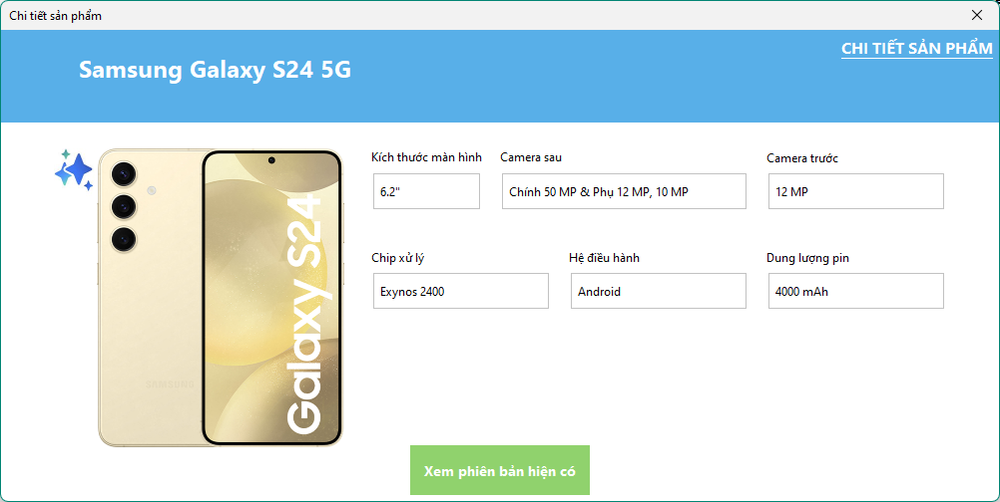 Chi tiết sản phẩm
CHI TIẾT SẢN PHẨM
Samsung Galaxy S24 5G
Kích thước màn hình
Camera sau
Camera trước
6.2"
Chính 50 MP & Phụ 12 MP, 10 MP
12 MP
Chip xử lý
Hệ điều hành
Dung lượng pin
Exynos 2400
Android
4000 mAh
Galaxy S24
SAMSUNG
Xem phiên bản hiện có